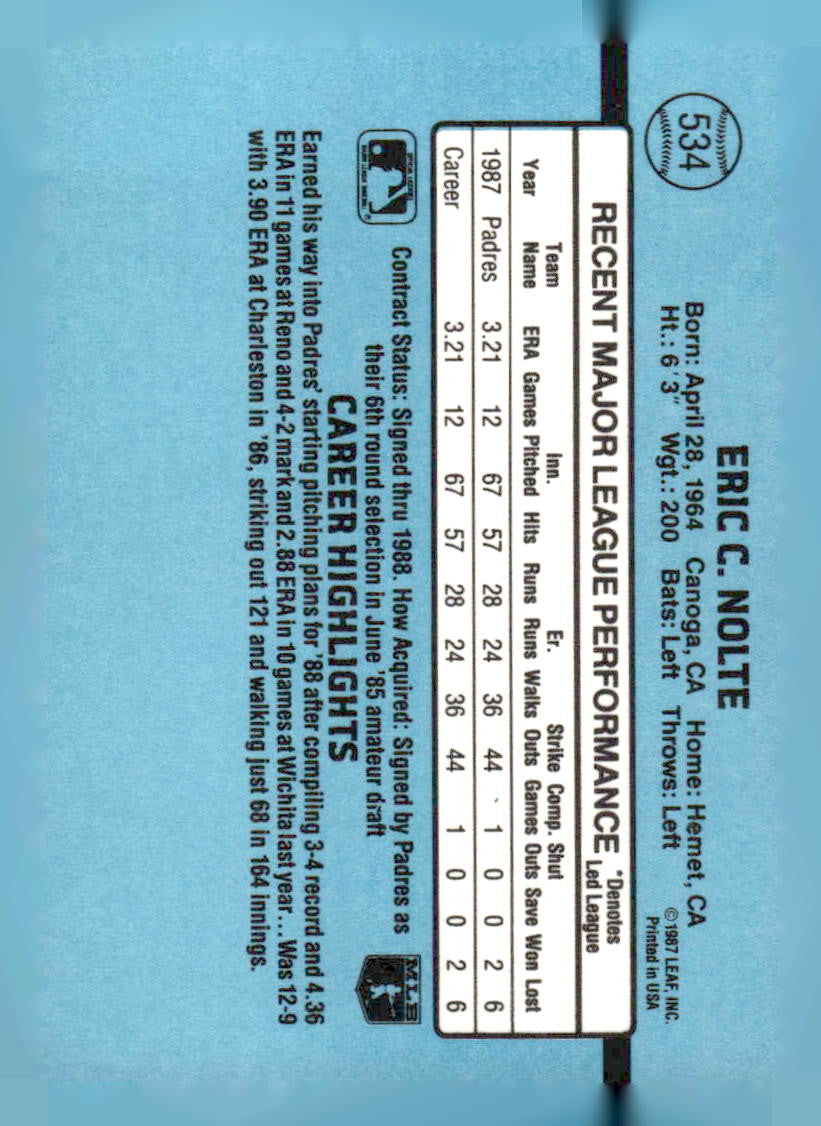 534
ERIC C. NOLTE
Born: April 28, 1964 Canoga, CA Home: Hemet, CA
Ht.: 6'3" Wgt.: 200 Bats: Left Throws: Left
©1987 LEAF, INC.
Printed in USA
RECENT MAJOR LEAGUE PERFORMANCE *Denotes Led League
Team Inn. Er. Strike Comp. Shut
Year Name ERA Games Pitched Hits Runs Runs Walks Outs Games Outs Save Won Lost
1987 Padres 3.21 12 67 57 28 24 36 44 1 0 0 2 6
Career 3.21 12 67 57 28 24 36 44 1 0 0 2 6
Contract Status: Signed thru 1988. How Acquired: Signed by Padres as
their 6th round selection in June '85 amateur draft
MLB
CAREER HIGHLIGHTS
Earned his way into Padres' starting pitching plans for '88 after compiling 3-4 record and 4.36
ERA in 11 games at Reno and 4-2 mark and 2.88 ERA in 10 games at Wichita last year... Was 12-9
with 3.90 ERA at Charleston in '86, striking out 121 and walking just 68 in 164 innings.